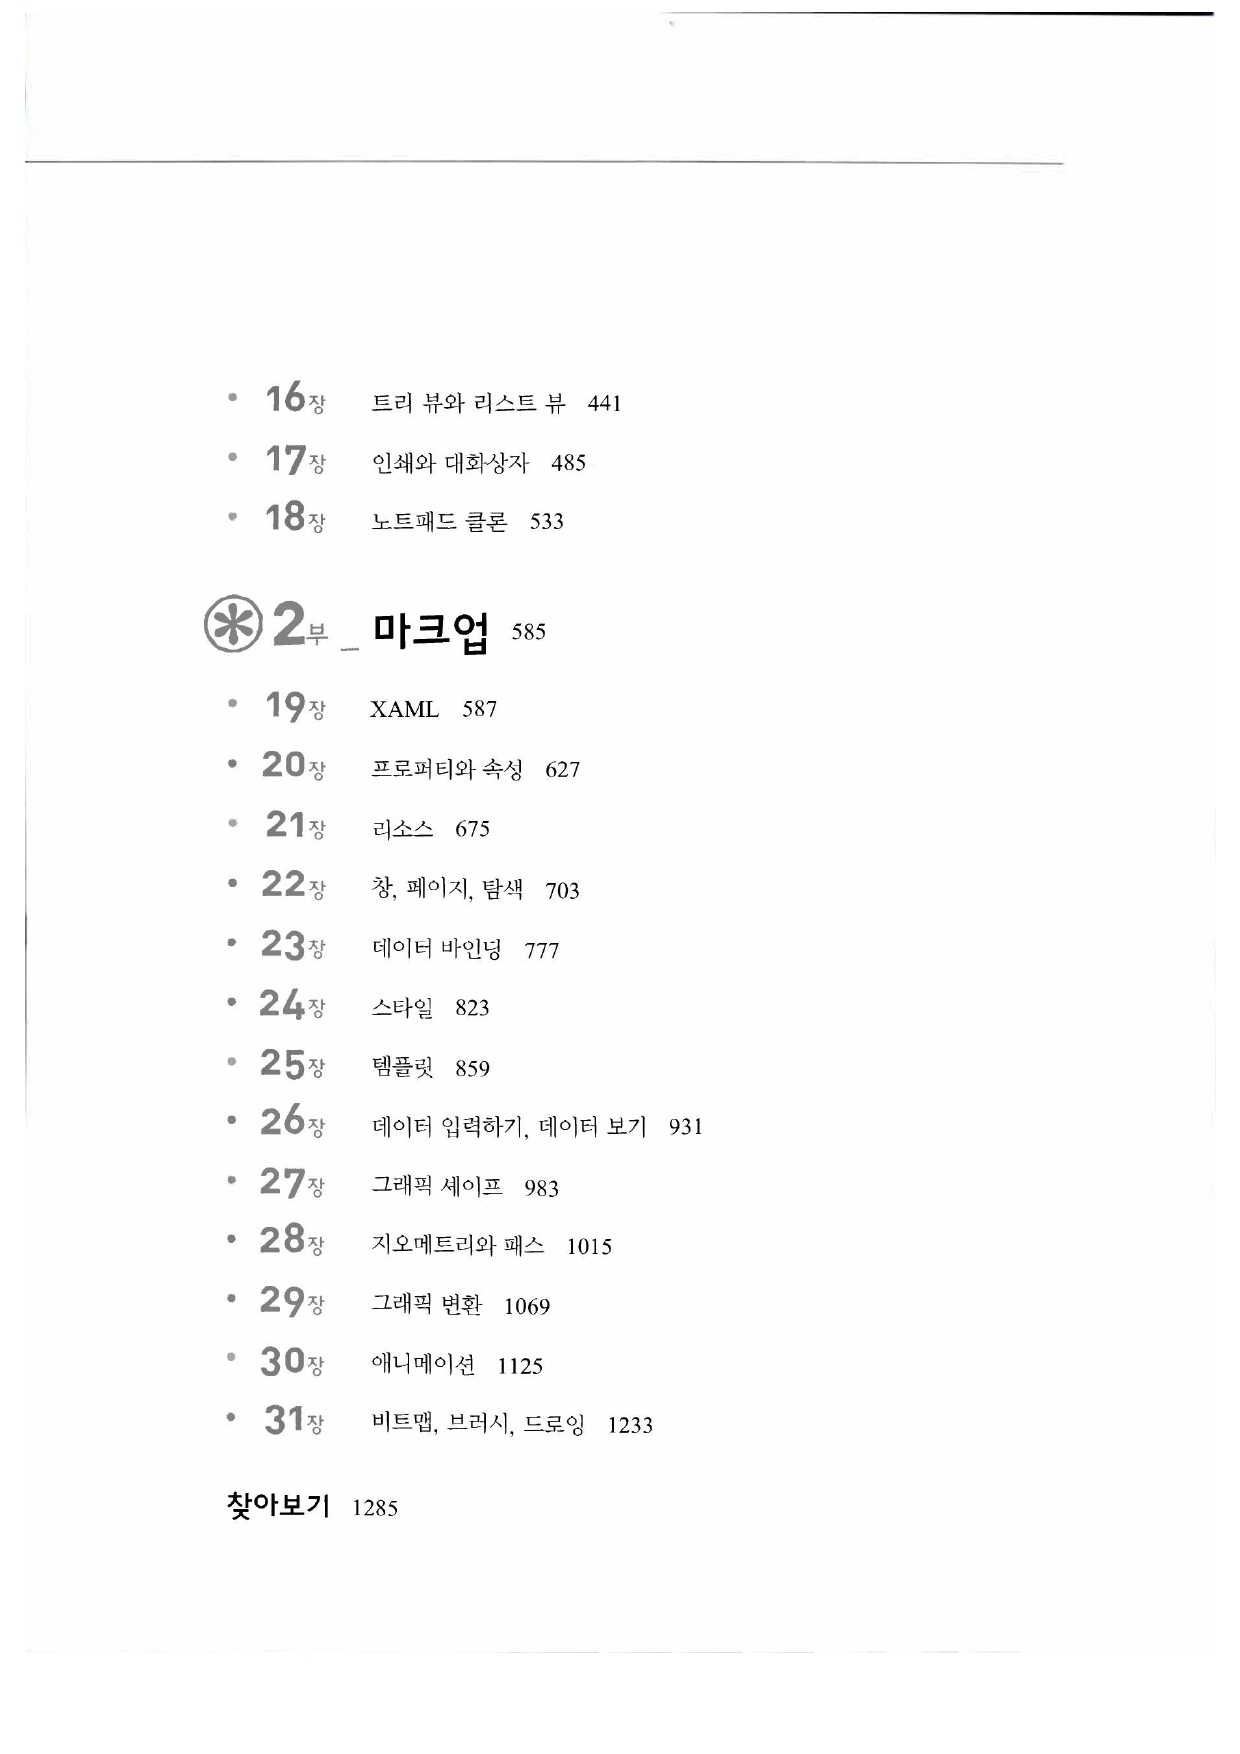 • 16장 트리 뷰와 리스트 뷰 441
• 17장 인쇄와 대화상자 485
• 18장 노트패드 클론 533
2부 _ 마크업 585
• 19장 XAML 587
• 20장 프로퍼티와 속성 627
• 21장 리소스 675
• 22장 창, 페이지, 탐색 703
• 23장 데이터 바인딩 777
• 24장 스타일 823
• 25장 템플릿 859
• 26장 데이터 입력하기, 데이터 보기 931
• 27장 그래픽 셰이프 983
• 28장 지오메트리와 패스 1015
• 29장 그래픽 변환 1069
• 30장 애니메이션 1125
• 31장 비트맵, 브러시, 드로잉 1233
찾아보기 1285